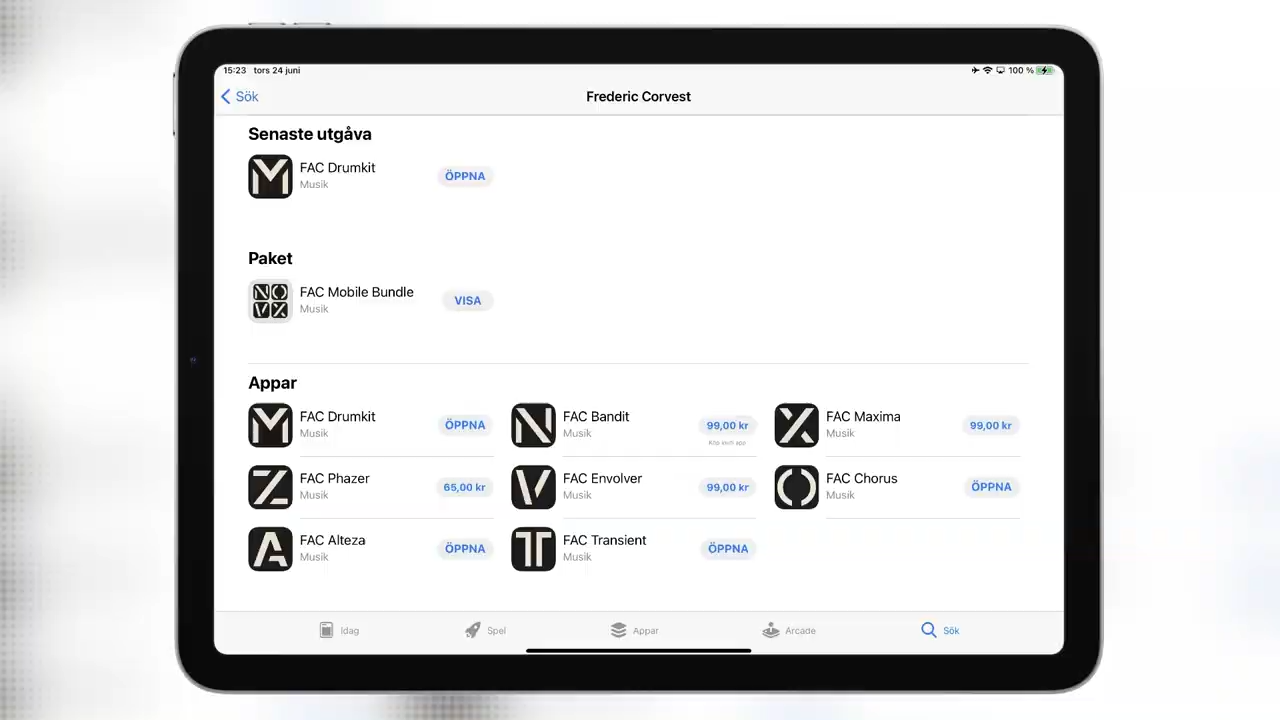 15:23 tors 24 juni
100 %
Sök
Frederic Corvest
Senaste utgåva
FAC Drumkit
Musik
ÖPPNA
Paket
FAC Mobile Bundle
Musik
VISA
Appar
FAC Drumkit
Musik
ÖPPNA
FAC Bandit
Musik
99,00 kr
Köp inom app
FAC Maxima
Musik
99,00 kr
FAC Phazer
Musik
65,00 kr
FAC Envolver
Musik
99,00 kr
FAC Chorus
Musik
ÖPPNA
FAC Alteza
Musik
ÖPPNA
FAC Transient
Musik
ÖPPNA
Idag
Spel
Appar
Arcade
Sök